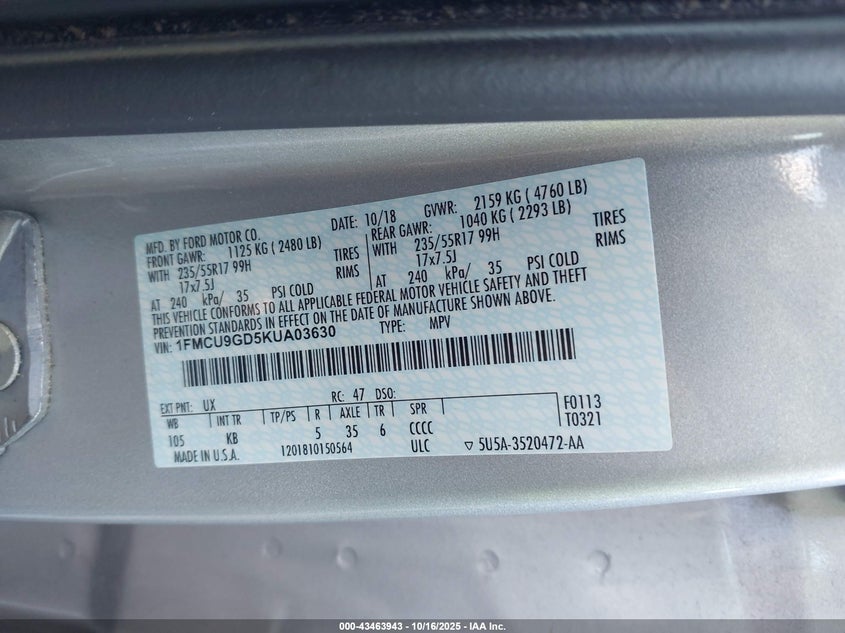 MFD. BY FORD MOTOR CO.
DATE: 10/18 GVWR: 2159 KG ( 4760 LB)
FRONT GAWR: 1125 KG ( 2480 LB) REAR GAWR: 1040 KG ( 2293 LB)
WITH 235/55R17 99H TIRES WITH 235/55R17 99H TIRES
17x7.5J RIMS 17x7.5J RIMS
AT 240 kPa/ 35 PSI COLD AT 240 kPa/ 35 PSI COLD
THIS VEHICLE CONFORMS TO ALL APPLICABLE FEDERAL MOTOR VEHICLE SAFETY AND THEFT
PREVENTION STANDARDS IN EFFECT ON THE DATE OF MANUFACTURE SHOWN ABOVE.
VIN: 1FMCU9GD5KUA03630 TYPE: MPV
EXT PNT: UX RC: 47 DSO: F0113
WB INT TR TP/PS R AXLE TR SPR T0321
105 KB 5 35 6 CCCC
MADE IN U.S.A. 1201810150564 ULC ▽ 5U5A-3520472-AA
000-43463943 - 10/16/2025 - IAA Inc.